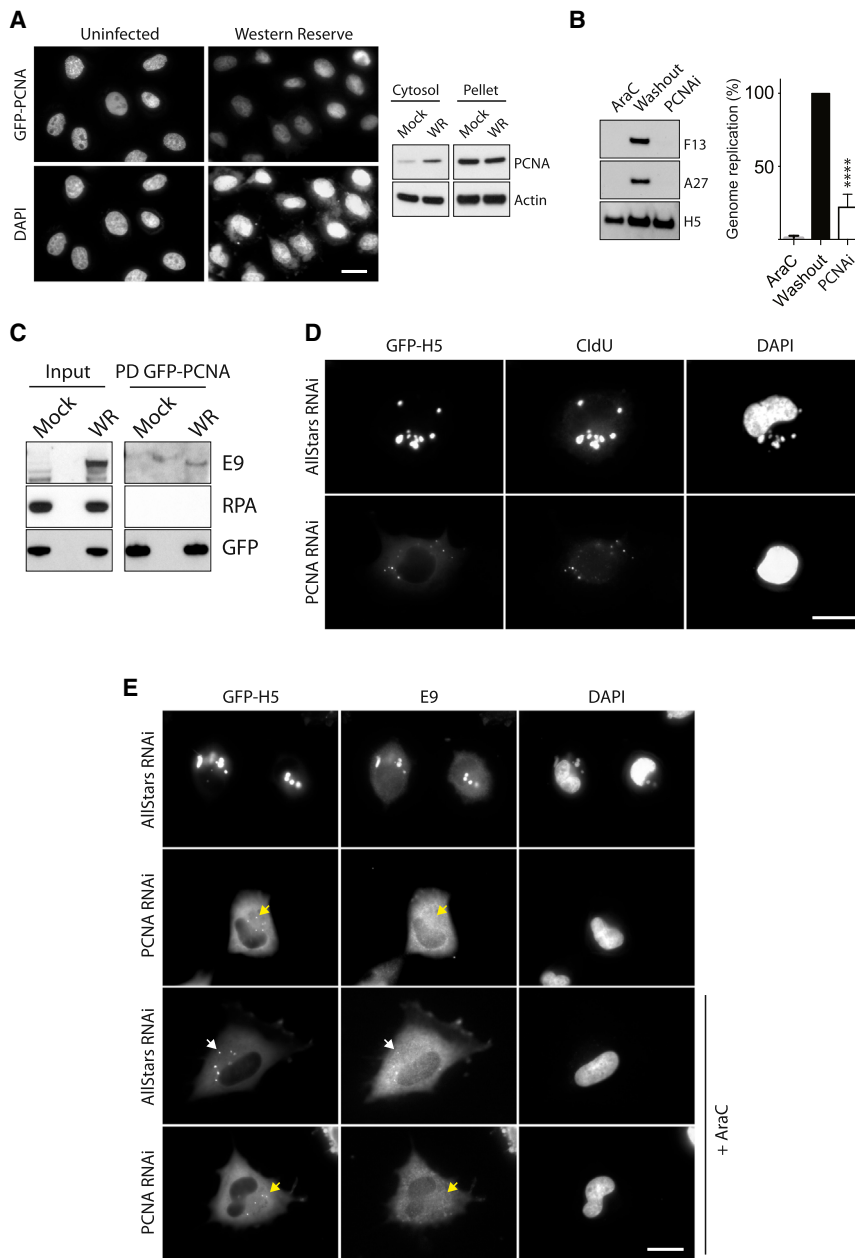 A
Uninfected
Western Reserve
GFP-PCNA
DAPI
Cytosol
Pellet
Mock
WR
Mock
WR
PCNA
Actin
B
AraC
Washout
PCNAi
F13
A27
H5
Genome replication (%)
100
50
****
AraC
Washout
PCNAi
C
Input
PD GFP-PCNA
Mock
WR
Mock
WR
E9
RPA
GFP
D
GFP-H5
CldU
DAPI
AllStars RNAi
PCNA RNAi
E
GFP-H5
E9
DAPI
AllStars RNAi
PCNA RNAi
AllStars RNAi
PCNA RNAi
+ AraC